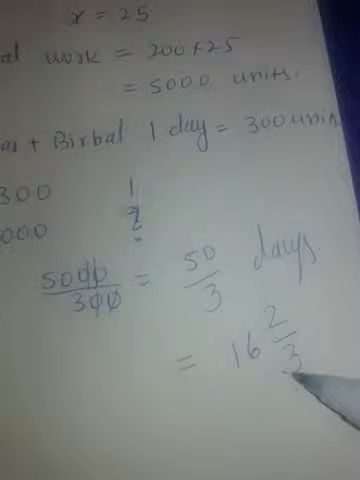 x = 25
al work = 200 × 25
= 5000 units.
+ Birbal 1 day = 300 units
300 1
000 ?
5000/300 = 50/3 days.
= 16 2/3